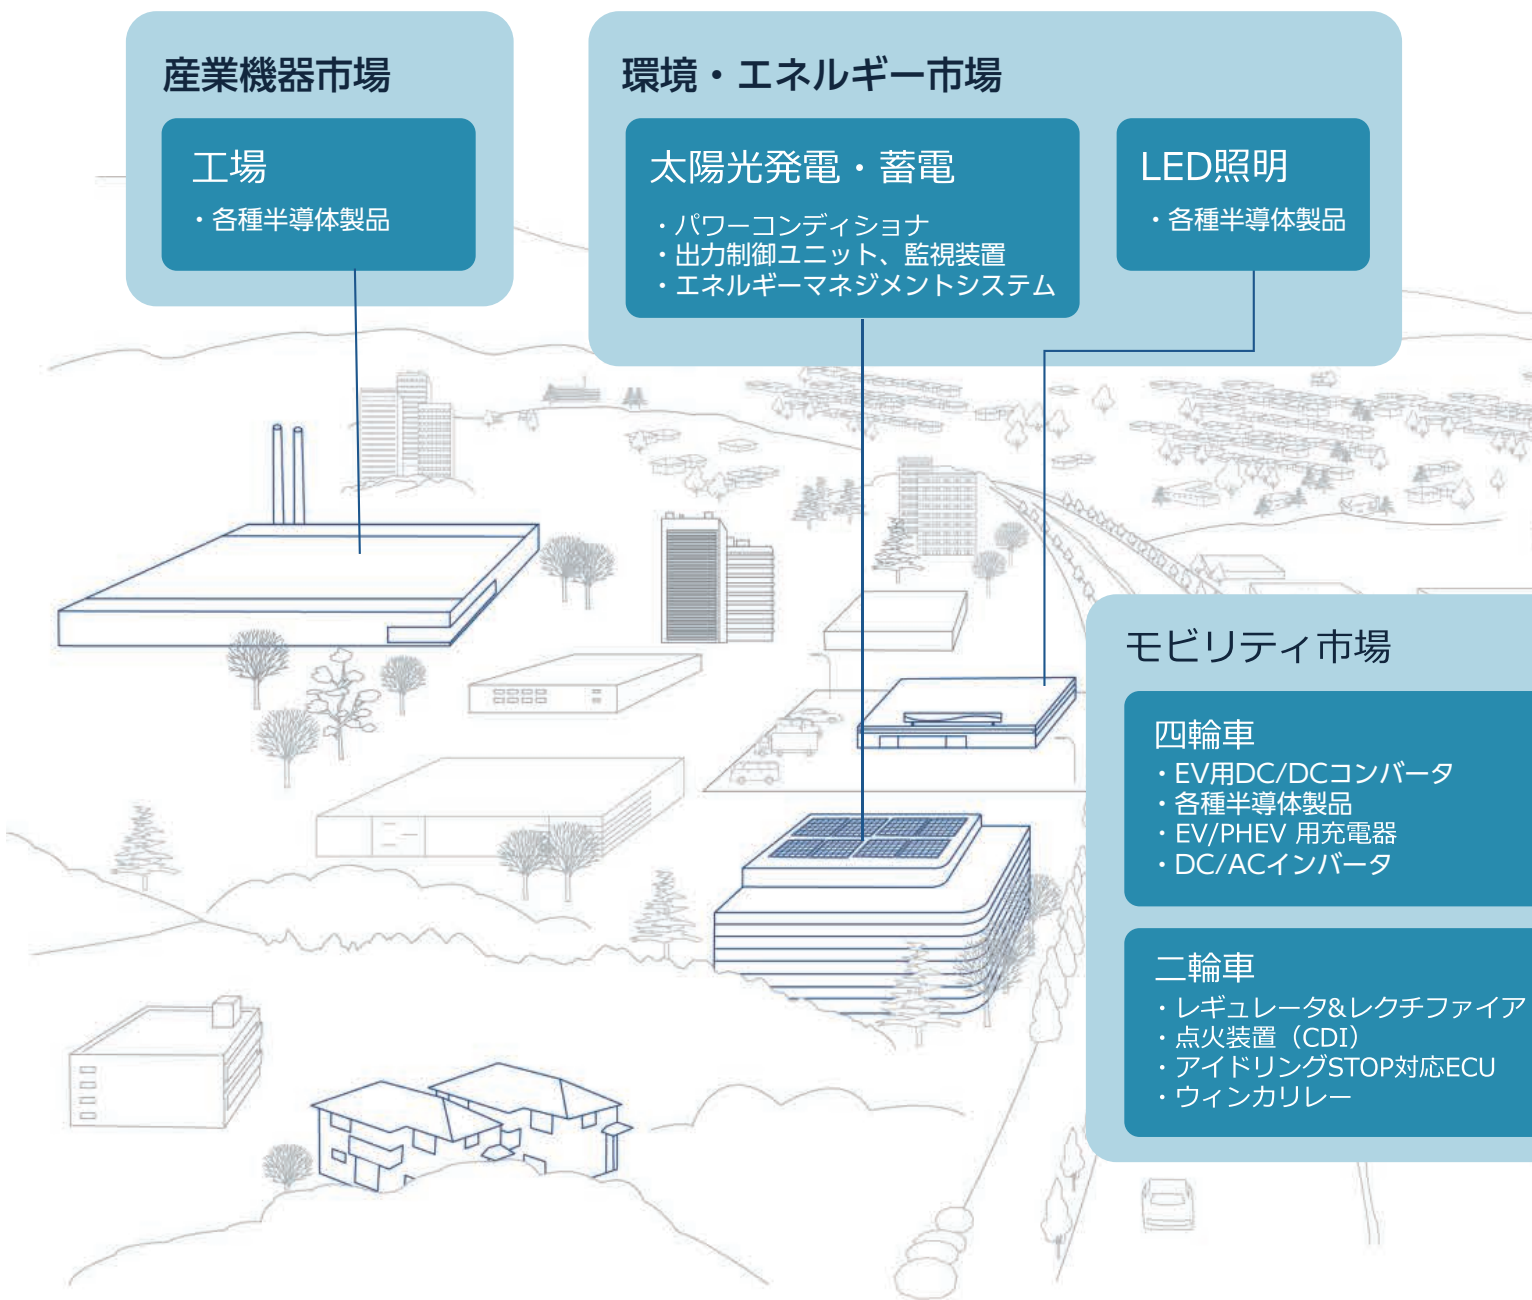 産業機器市場
工場
・各種半導体製品
環境・エネルギー市場
太陽光発電・蓄電
・パワーコンディショナ
・出力制御ユニット、監視装置
・エネルギーマネジメントシステム
LED照明
・各種半導体製品
モビリティ市場
四輪車
・EV用DC/DCコンバータ
・各種半導体製品
・EV/PHEV 用充電器
・DC/ACインバータ
二輪車
・レギュレータ&レクチファイア
・点火装置（CDI）
・アイドリングSTOP対応ECU
・ウィンカリレー